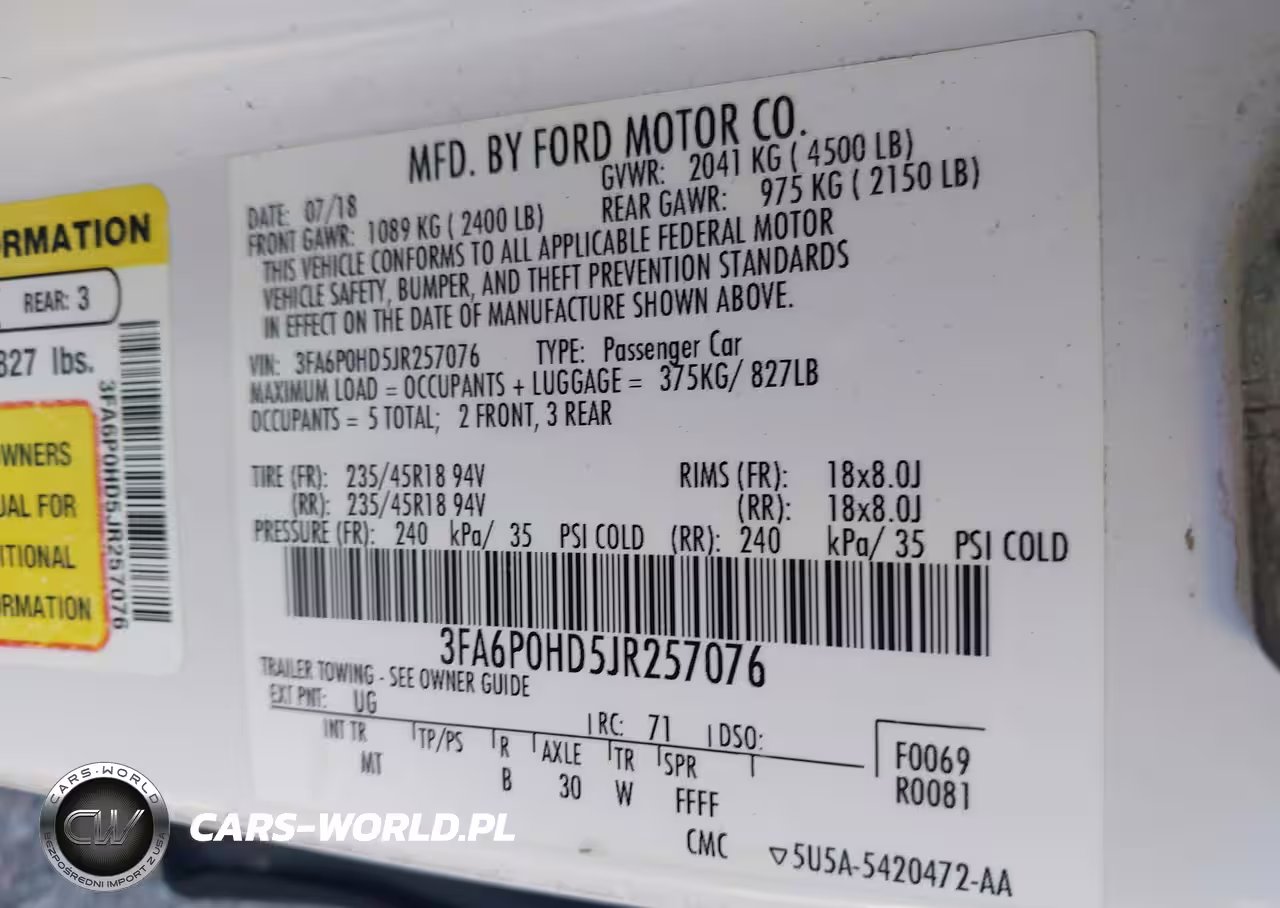 MFD. BY FORD MOTOR CO.
DATE: 07/18 GVWR: 2041 KG ( 4500 LB)
FRONT GAWR: 1089 KG ( 2400 LB) REAR GAWR: 975 KG ( 2150 LB)
THIS VEHICLE CONFORMS TO ALL APPLICABLE FEDERAL MOTOR
VEHICLE SAFETY, BUMPER, AND THEFT PREVENTION STANDARDS
IN EFFECT ON THE DATE OF MANUFACTURE SHOWN ABOVE.
VIN: 3FA6P0HD5JR257076 TYPE: Passenger Car
MAXIMUM LOAD = OCCUPANTS + LUGGAGE = 375KG/ 827LB
OCCUPANTS = 5 TOTAL; 2 FRONT, 3 REAR
TIRE (FR): 235/45R18 94V RIMS (FR): 18x8.0J
(RR): 235/45R18 94V (RR): 18x8.0J
PRESSURE (FR): 240 kPa/ 35 PSI COLD (RR): 240 kPa/ 35 PSI COLD
3FA6P0HD5JR257076
TRAILER TOWING - SEE OWNER GUIDE
EXT PNT: UG RC: 71 DSO:
INT TR TP/PS R AXLE TR SPR
MT B 30 W FFFF
F0069
R0081
CMC
5U5A-5420472-AA
RMATION
REAR: 3
827 lbs.
3FA6P0HD5JR257076
WNERS
UAL FOR
ITIONAL
RMATION
CARS-WORLD
CW
BEZPOŚREDNI IMPORT Z USA
CARS-WORLD.PL